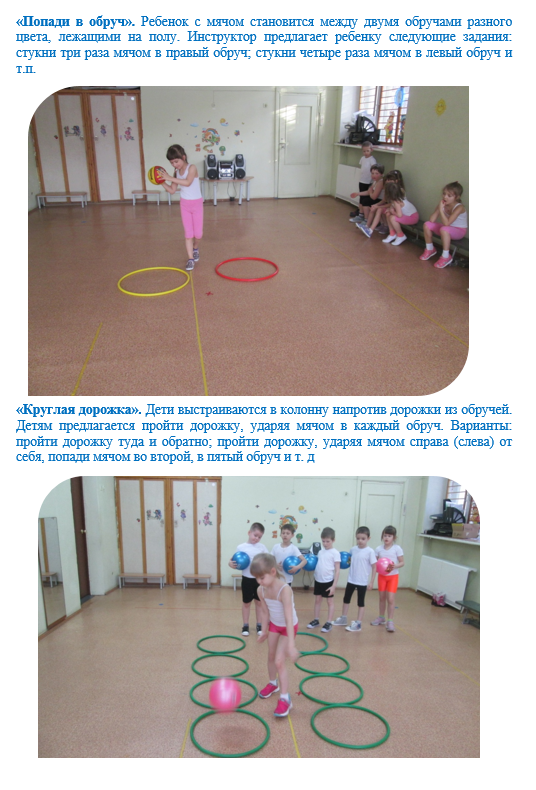 «Попади в обруч». Ребенок с мячом становится между двумя обручами разного
цвета, лежащими на полу. Инструктор предлагает ребенку следующие задания:
стукни три раза мячом в правый обруч; стукни четыре раза мячом в левый обруч и
т.п.
«Круглая дорожка». Дети выстраиваются в колонну напротив дорожки из обручей.
Детям предлагается пройти дорожку, ударяя мячом в каждый обруч. Варианты:
пройти дорожку туда и обратно; пройти дорожку, ударяя мячом справа (слева) от
себя, попади мячом во второй, в пятый обруч и т. д